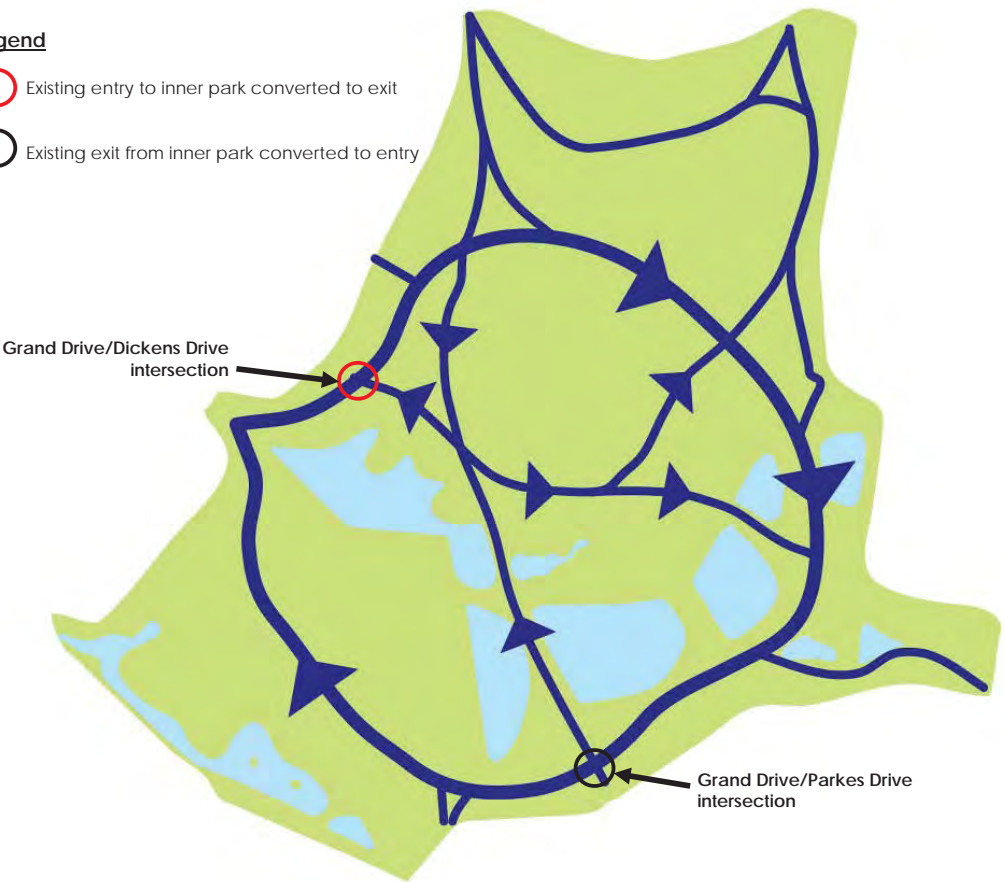 gend
Existing entry to inner park converted to exit
Existing exit from inner park converted to entry
Grand Drive/Dickens Drive
intersection
Grand Drive/Parkes Drive
intersection